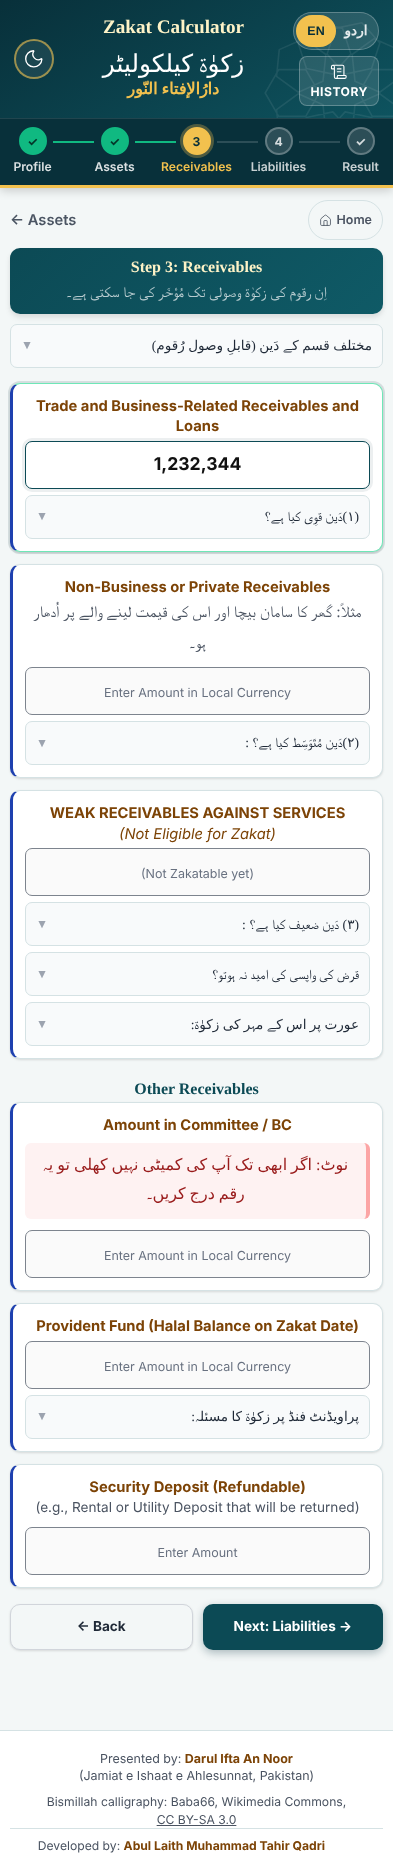 Zakat Calculator
زکوٰۃ کیلکولیٹر
دارُالإفتاء النّور
EN
اردو
HISTORY
3
4
Profile
Assets
Receivables
Liabilities
Result
← Assets
Home
Step 3: Receivables
اِن رقوم کی زکوٰۃ وصولی تک مُؤخّر کی جا سکتی ہے۔
مختلف قسم کے دَین (قابلِ وصول رُقوم)
Trade and Business-Related Receivables and
Loans
1,232,344
(۱)دَین قوِی کیا ہے؟
Non-Business or Private Receivables
مثلاً: گھر کا سامان بیچا اور اس کی قیمت لینے والے پر اُدھار
ہو۔
Enter Amount in Local Currency
(۲)دَین مُتَوَسِّط کیا ہے؟ :
WEAK RECEIVABLES AGAINST SERVICES
(Not Eligible for Zakat)
(Not Zakatable yet)
(۳) دَین ضعیف کیا ہے؟ :
قرض کی واپسی کی امید نہ ہوتو؟
عورت پر اس کے مہر کی زکوٰۃ:
Other Receivables
Amount in Committee / BC
نوٹ: اگر ابھی تک آپ کی کمیٹی نہیں کھلی تو یہ
رقم درج کریں۔
Enter Amount in Local Currency
Provident Fund (Halal Balance on Zakat Date)
Enter Amount in Local Currency
پراویڈنٹ فنڈ پر زکوٰۃ کا مسئلہ:
Security Deposit (Refundable)
(e.g., Rental or Utility Deposit that will be returned)
Enter Amount
← Back
Next: Liabilities →
Presented by: Darul Ifta An Noor
(Jamiat e Ishaat e Ahlesunnat, Pakistan)
Bismillah calligraphy: Baba66, Wikimedia Commons,
CC BY-SA 3.0
Developed by: Abul Laith Muhammad Tahir Qadri